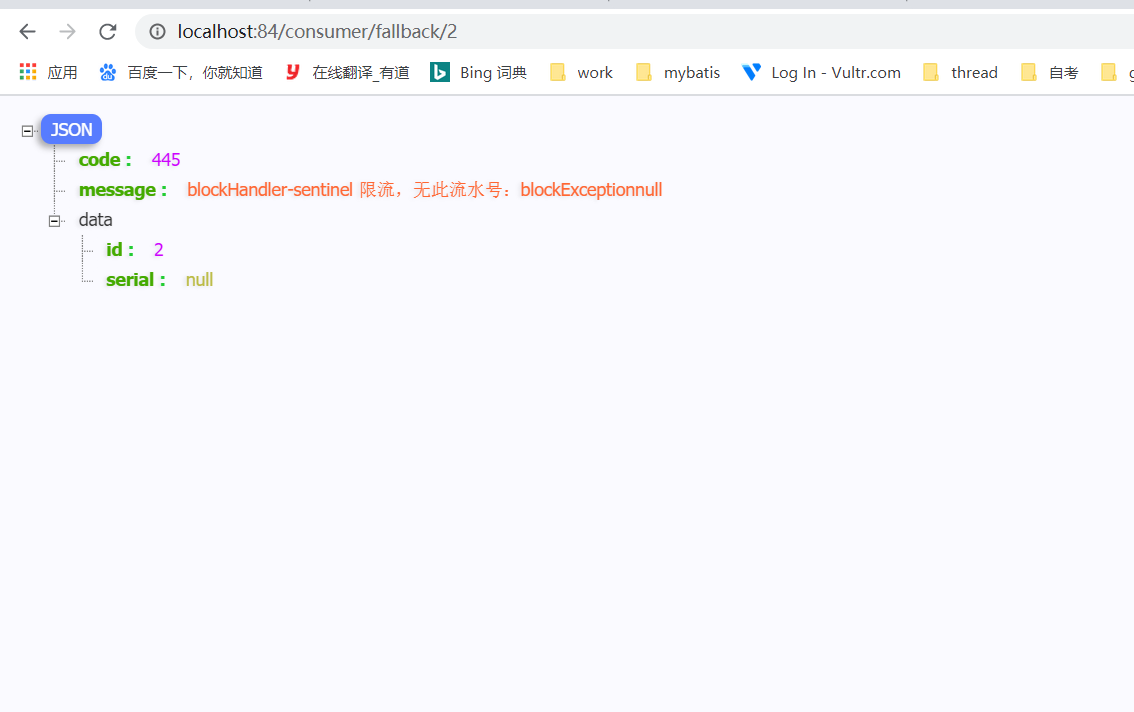 localhost:84/consumer/fallback/2
应用 百度一下，你就知道 在线翻译_有道 Bing 词典 work mybatis Log In - Vultr.com thread 自考
JSON
code : 445
message : blockHandler-sentinel 限流，无此流水号：blockExceptionnull
data
id : 2
serial : null